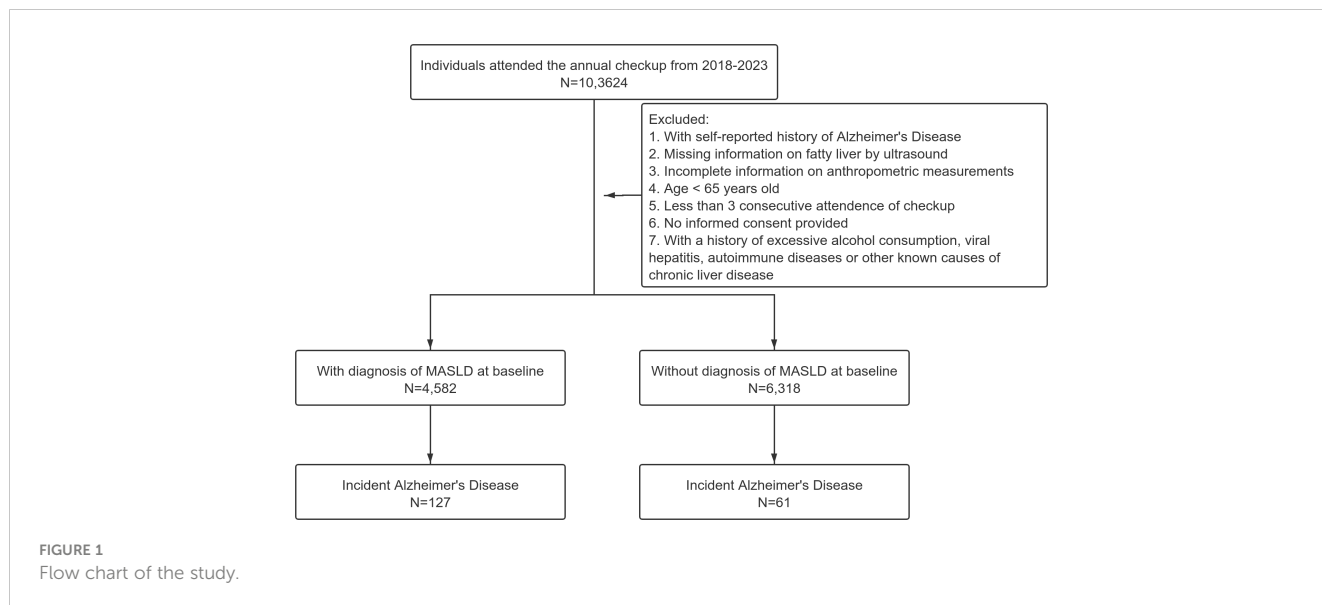 Individuals attended the annual checkup from 2018-2023
N=10,3624
Excluded:
1. With self-reported history of Alzheimer's Disease
2. Missing information on fatty liver by ultrasound
3. Incomplete information on anthropometric measurements
4. Age < 65 years old
5. Less than 3 consecutive attendence of checkup
6. No informed consent provided
7. With a history of excessive alcohol consumption, viral
hepatitis, autoimmune diseases or other known causes of
chronic liver disease
With diagnosis of MASLD at baseline
N=4,582
Without diagnosis of MASLD at baseline
N=6,318
Incident Alzheimer's Disease
N=127
Incident Alzheimer's Disease
N=61
FIGURE 1
Flow chart of the study.